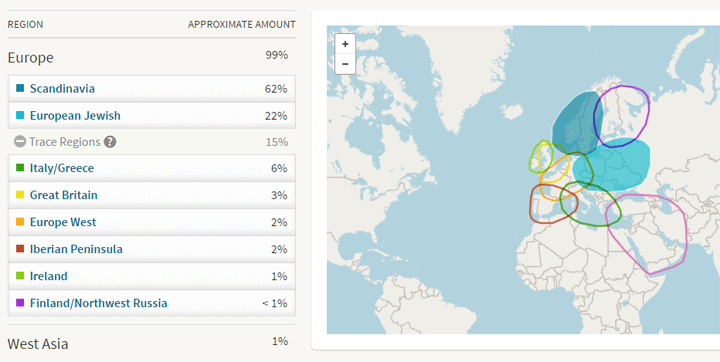 REGION APPROXIMATE AMOUNT
Europe 99%
Scandinavia 62%
European Jewish 22%
Trace Regions ? 15%
Italy/Greece 6%
Great Britain 3%
Europe West 2%
Iberian Peninsula 2%
Ireland 1%
Finland/Northwest Russia < 1%
West Asia 1%
+
−